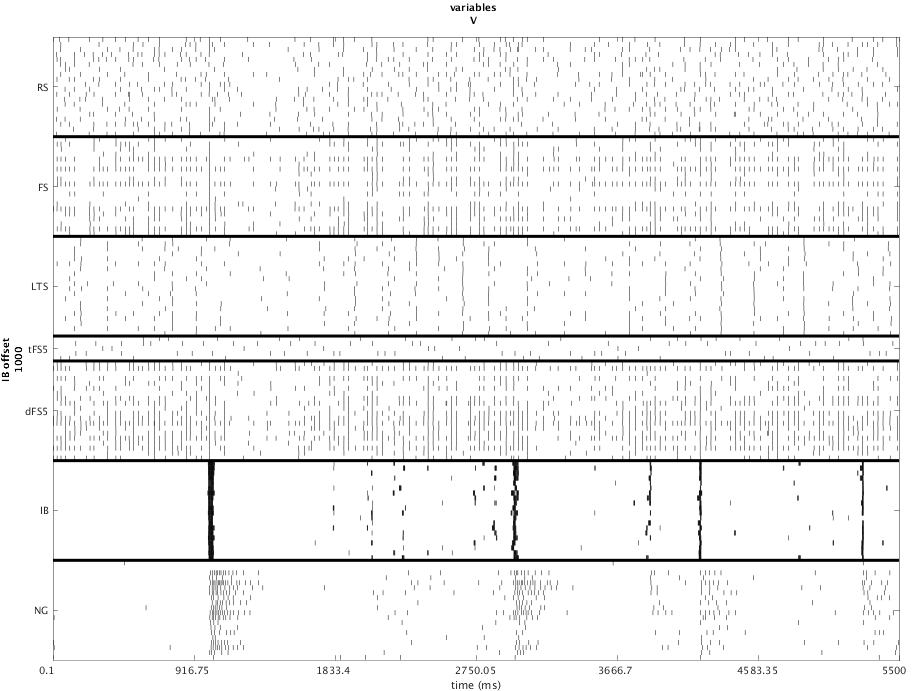 variables
V
RS
FS
LTS
tFS5
dFS5
IB
NG
IB offset
1000
0.1 916.75 1833.4 2750.05 3666.7 4583.35 5500
time (ms)